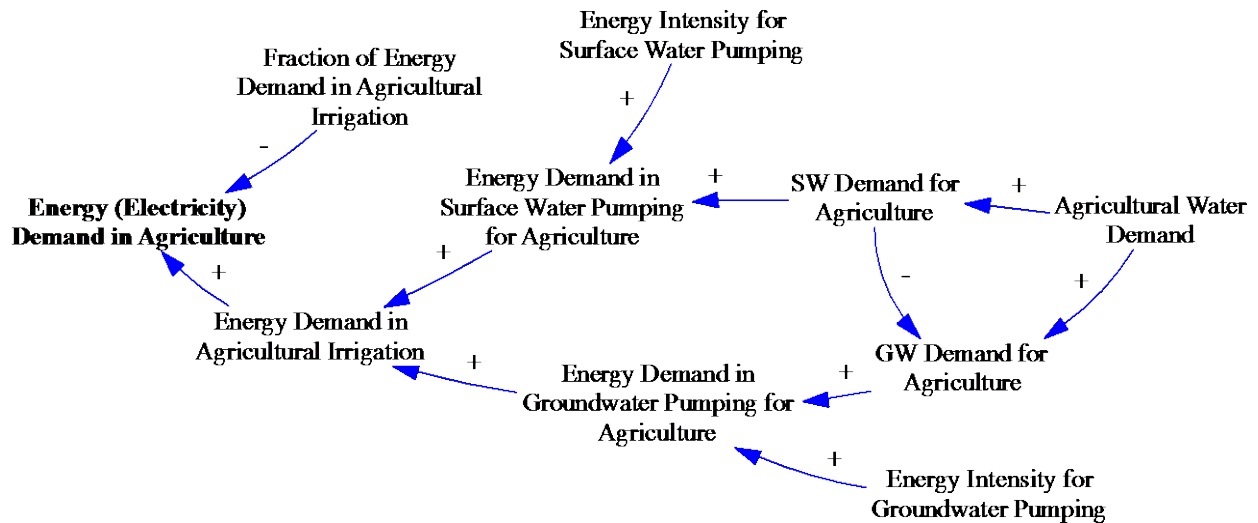 Energy Intensity for
Surface Water Pumping
Fraction of Energy
Demand in Agricultural
Irrigation
+
-
Energy Demand in
Surface Water Pumping
for Agriculture
+
SW Demand for
Agriculture
+
Agricultural Water
Demand
Energy (Electricity)
Demand in Agriculture
+
+
-
+
Energy Demand in
Agricultural Irrigation
+
Energy Demand in
Groundwater Pumping for
Agriculture
+
GW Demand for
Agriculture
+
Energy Intensity for
Groundwater Pumping